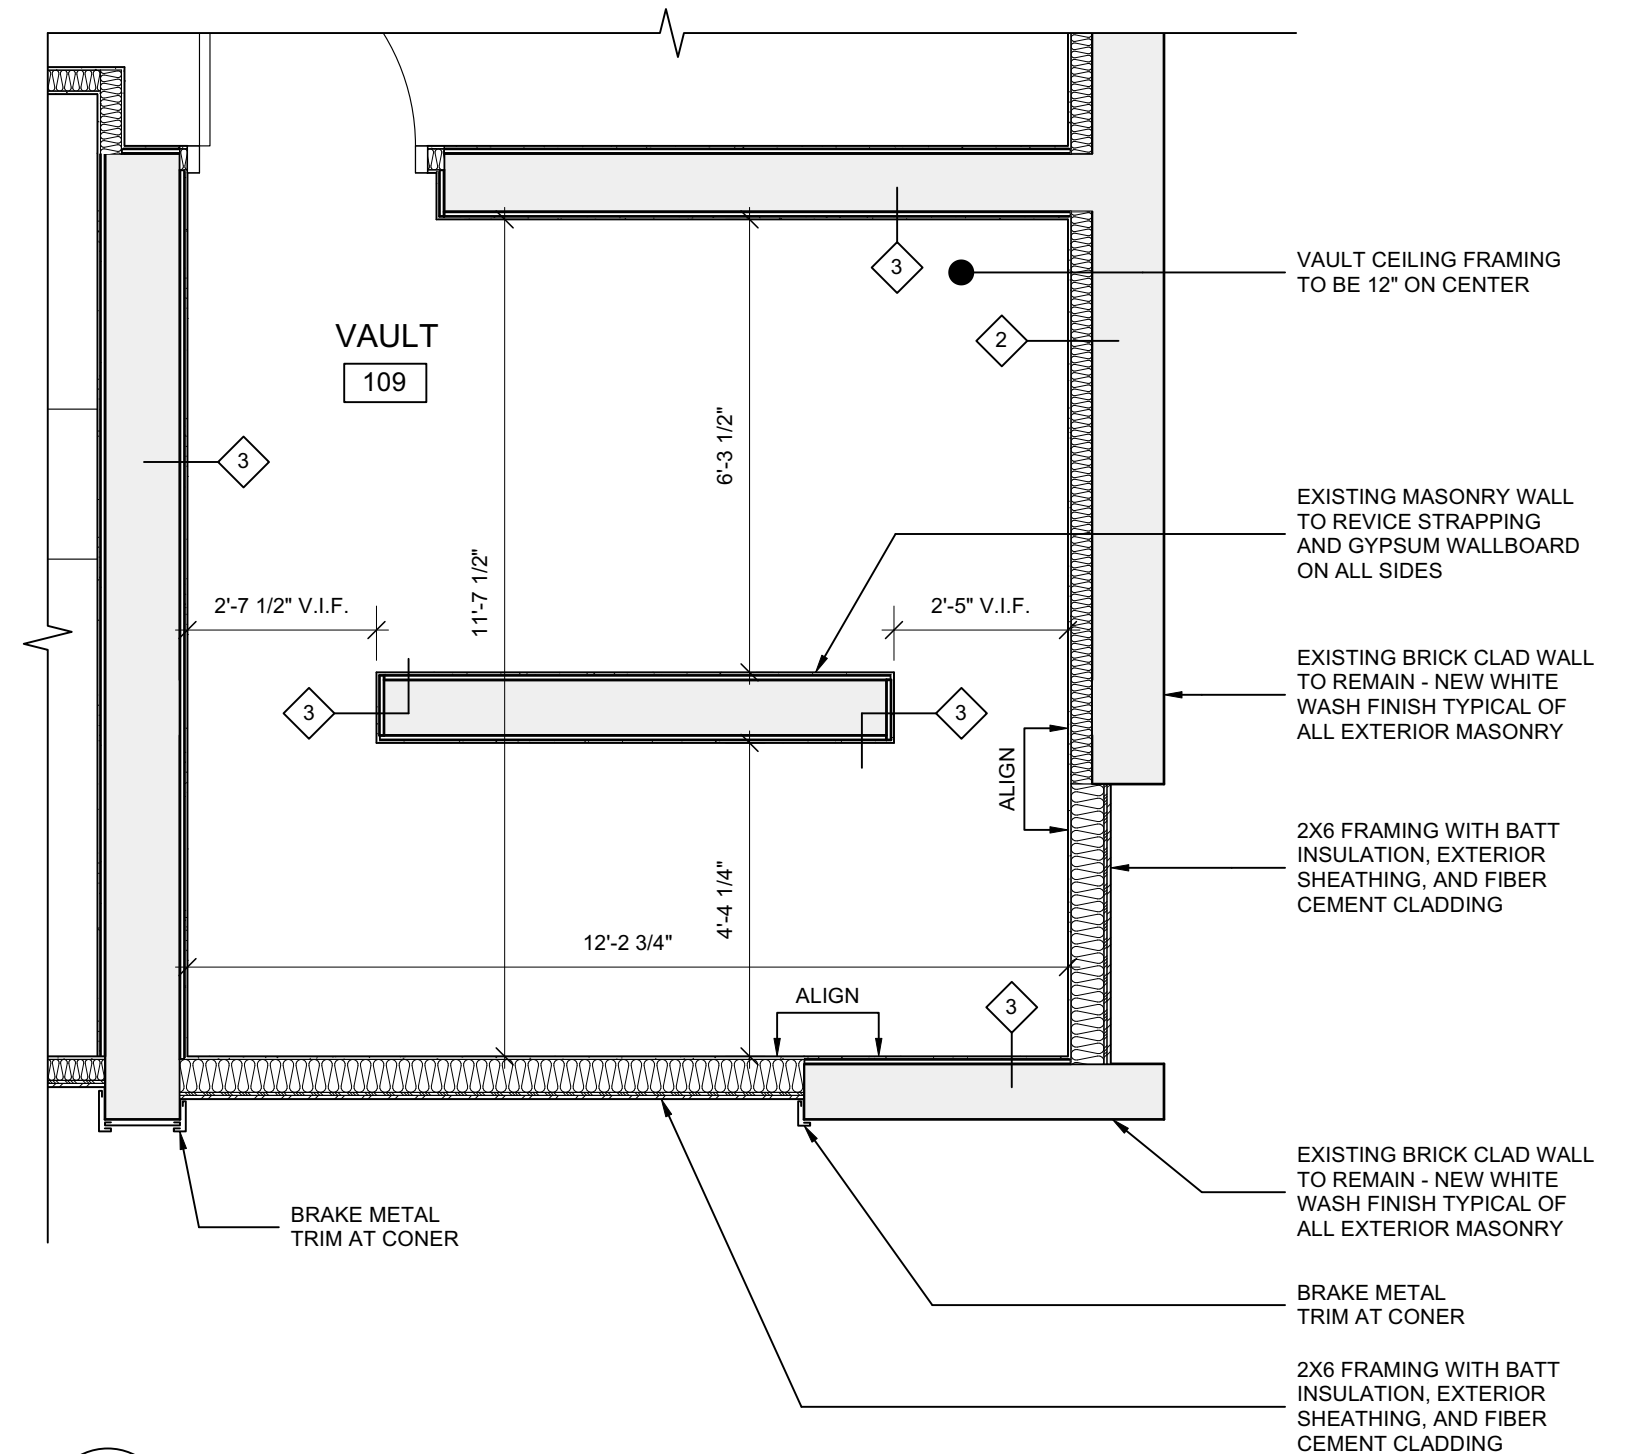 VAULT CEILING FRAMING
TO BE 12" ON CENTER
3
2
VAULT
109
6'-3 1/2"
3
EXISTING MASONRY WALL
TO REVICE STRAPPING
AND GYPSUM WALLBOARD
ON ALL SIDES
11'-7 1/2"
2'-7 1/2" V.I.F.
2'-5" V.I.F.
EXISTING BRICK CLAD WALL
TO REMAIN - NEW WHITE
WASH FINISH TYPICAL OF
ALL EXTERIOR MASONRY
3
3
ALIGN
2X6 FRAMING WITH BATT
INSULATION, EXTERIOR
SHEATHING, AND FIBER
CEMENT CLADDING
4'-4 1/4"
12'-2 3/4"
ALIGN
3
EXISTING BRICK CLAD WALL
TO REMAIN - NEW WHITE
WASH FINISH TYPICAL OF
ALL EXTERIOR MASONRY
BRAKE METAL
TRIM AT CONER
BRAKE METAL
TRIM AT CONER
2X6 FRAMING WITH BATT
INSULATION, EXTERIOR
SHEATHING, AND FIBER
CEMENT CLADDING